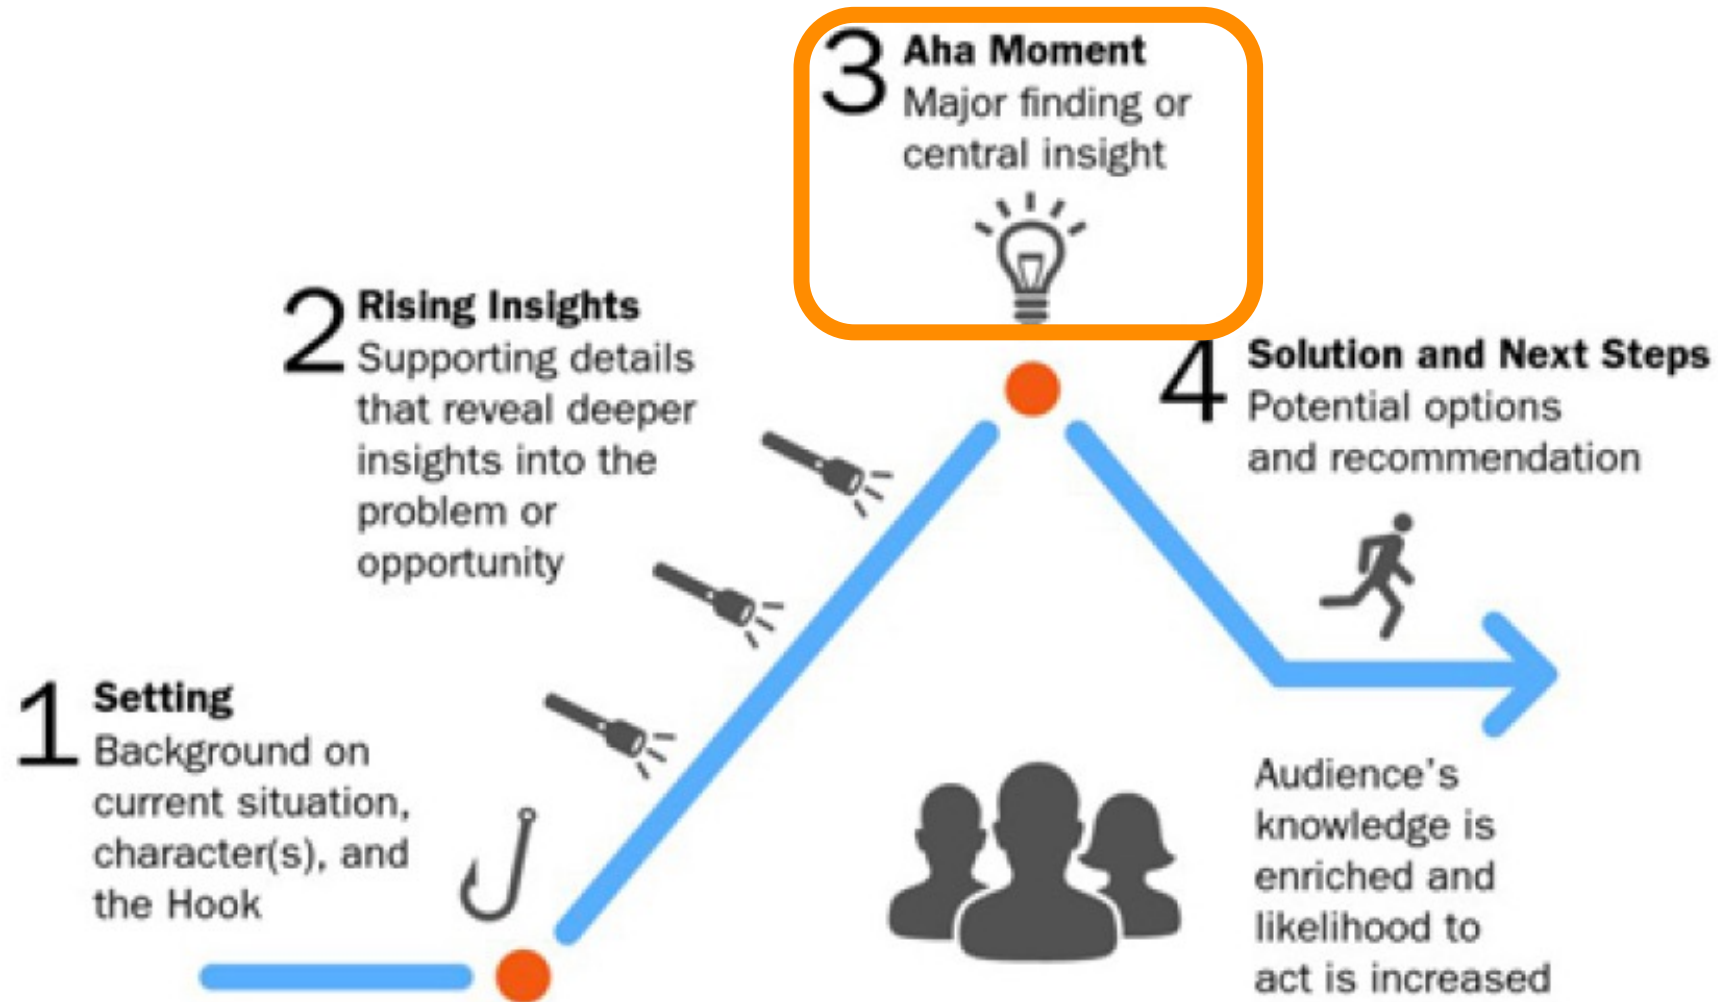 1 Setting
Background on
current situation,
character(s), and
the Hook
2 Rising Insights
Supporting details
that reveal deeper
insights into the
problem or
opportunity
3 Aha Moment
Major finding or
central insight
4 Solution and Next Steps
Potential options
and recommendation
Audience's
knowledge is
enriched and
likelihood to
act is increased